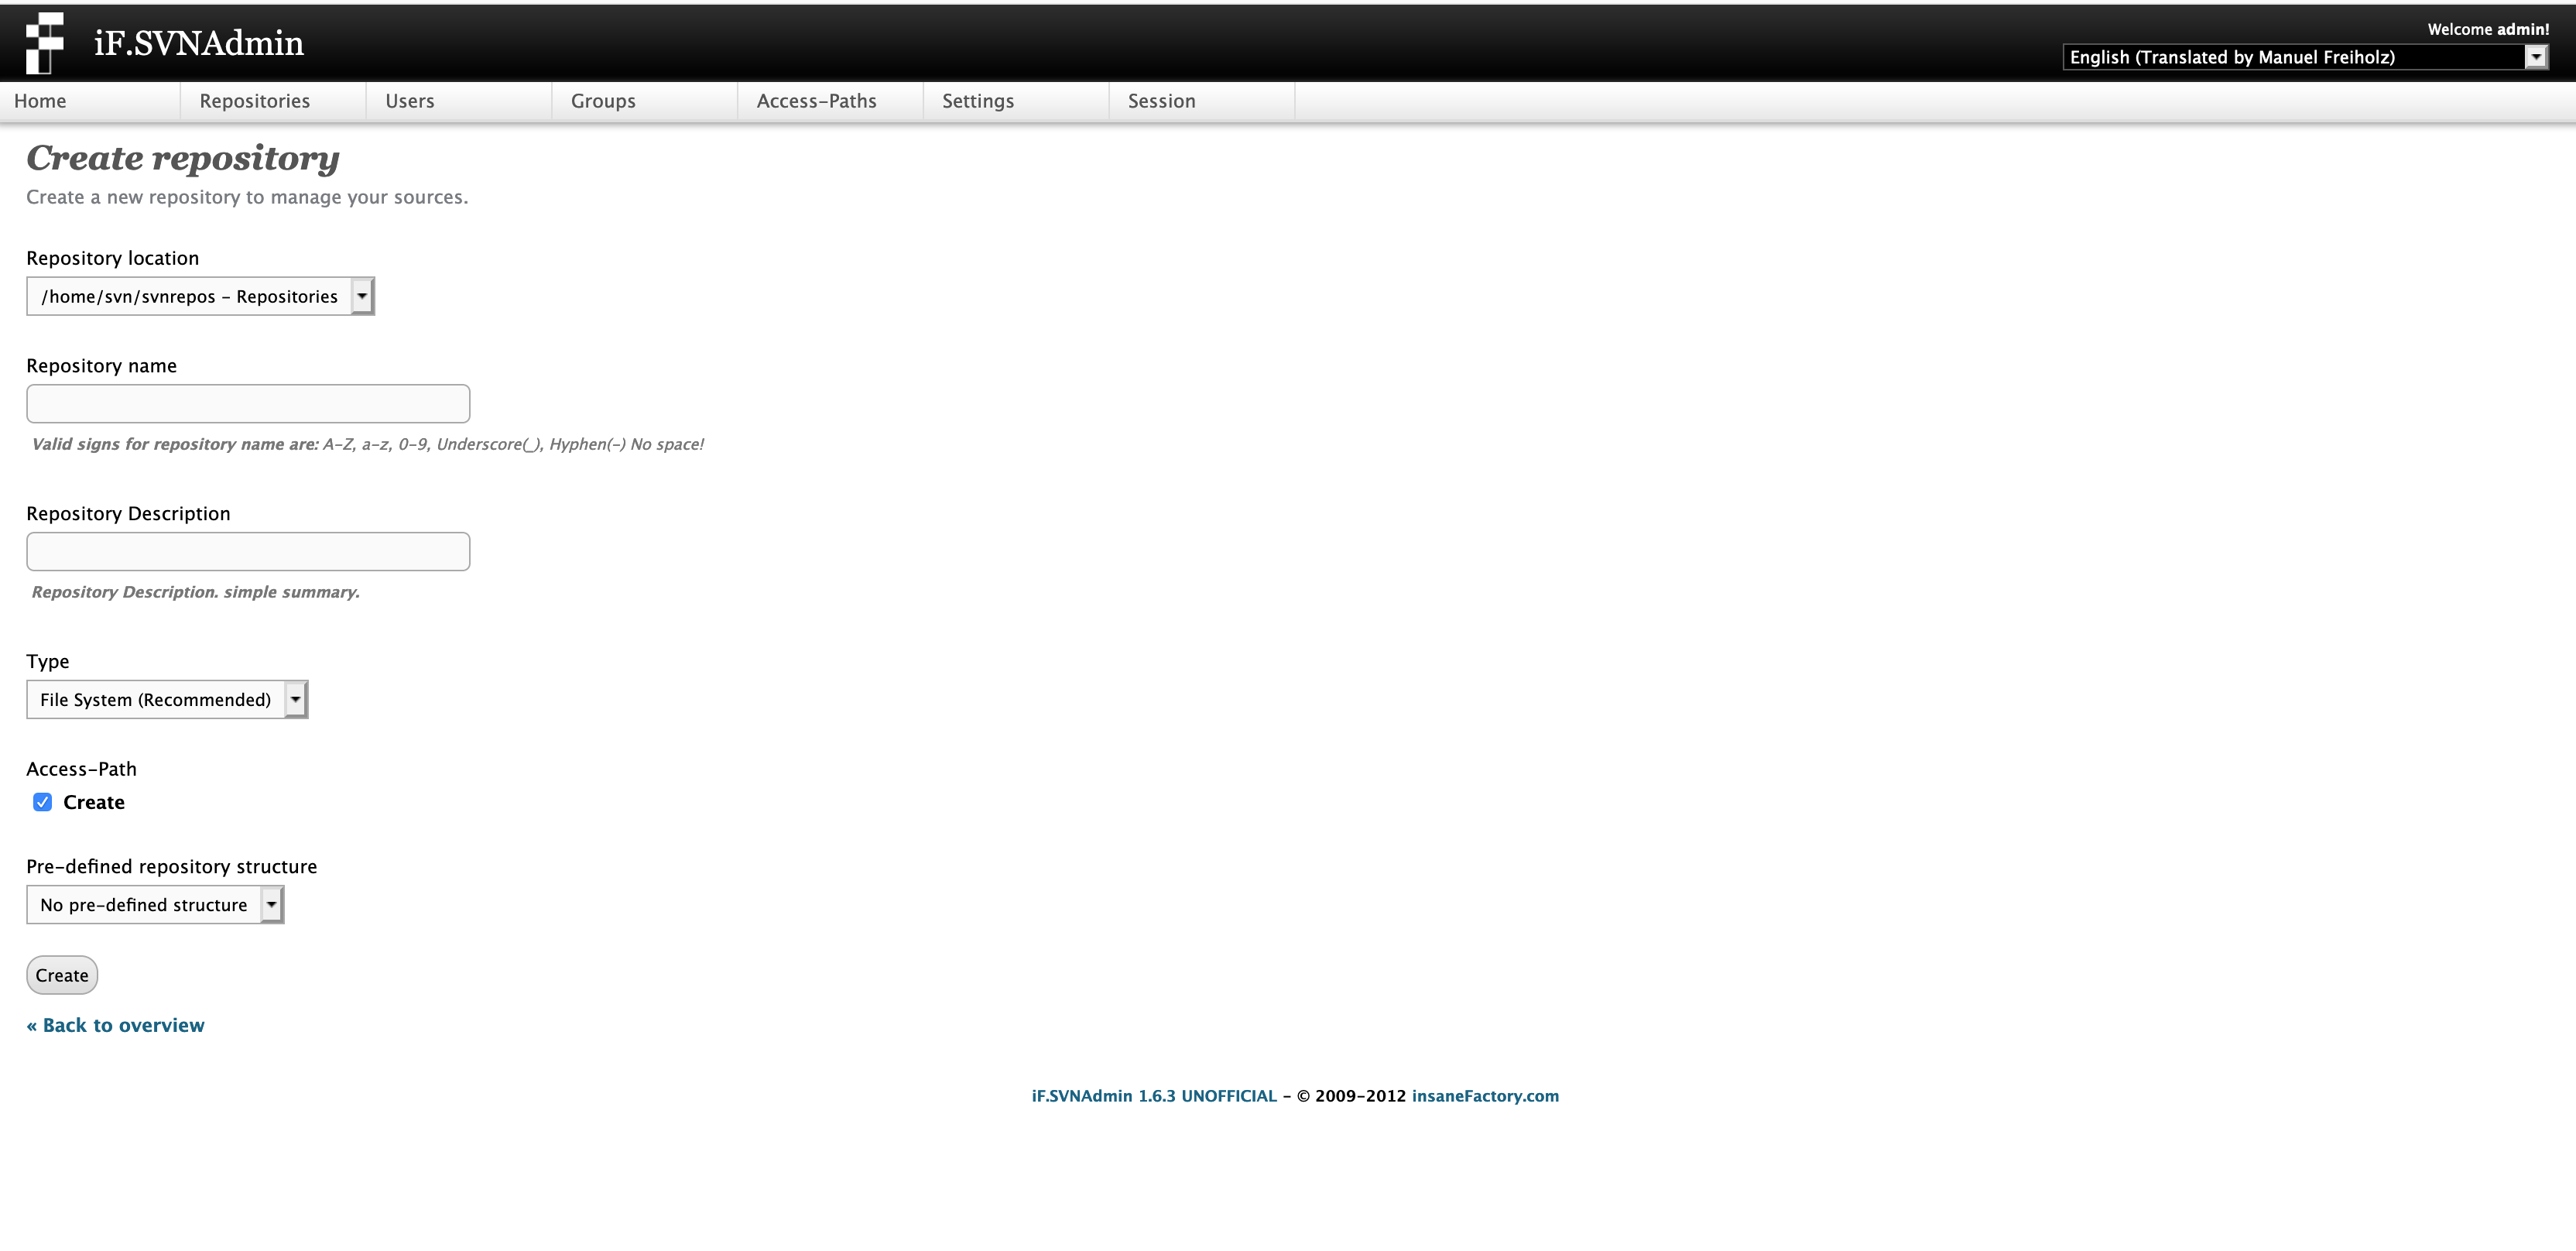 iF.SVNAdmin
Welcome admin!
English (Translated by Manuel Freiholz)
Home Repositories Users Groups Access-Paths Settings Session
Create repository
Create a new repository to manage your sources.
Repository location
/home/svn/svnrepos - Repositories
Repository name
Valid signs for repository name are: A-Z, a-z, 0-9, Underscore(_), Hyphen(-) No space!
Repository Description
Repository Description. simple summary.
Type
File System (Recommended)
Access-Path
Create
Pre-defined repository structure
No pre-defined structure
Create
« Back to overview
iF.SVNAdmin 1.6.3 UNOFFICIAL - © 2009-2012 insaneFactory.com